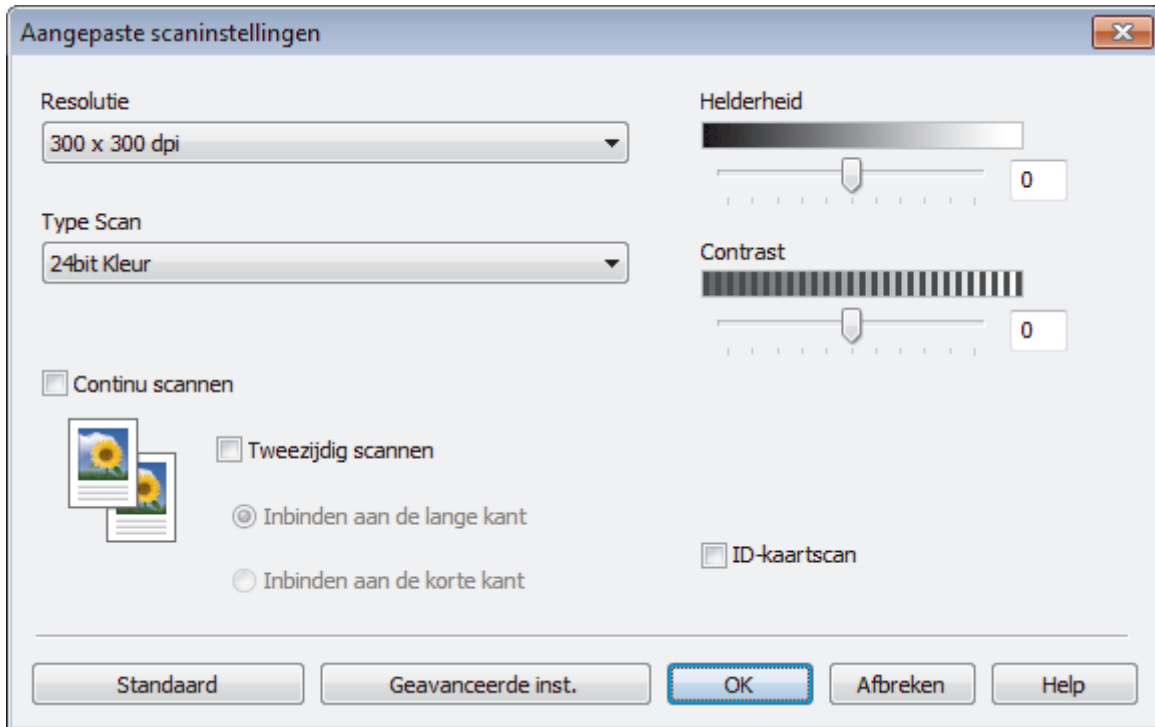 Aangepaste scaninstellingen
Resolutie
300 x 300 dpi
Type Scan
24bit Kleur
Helderheid
0
Contrast
0
Continu scannen
Tweezijdig scannen
Inbinden aan de lange kant
Inbinden aan de korte kant
ID-kaartscan
Standaard
Geavanceerde inst.
OK
Afbreken
Help